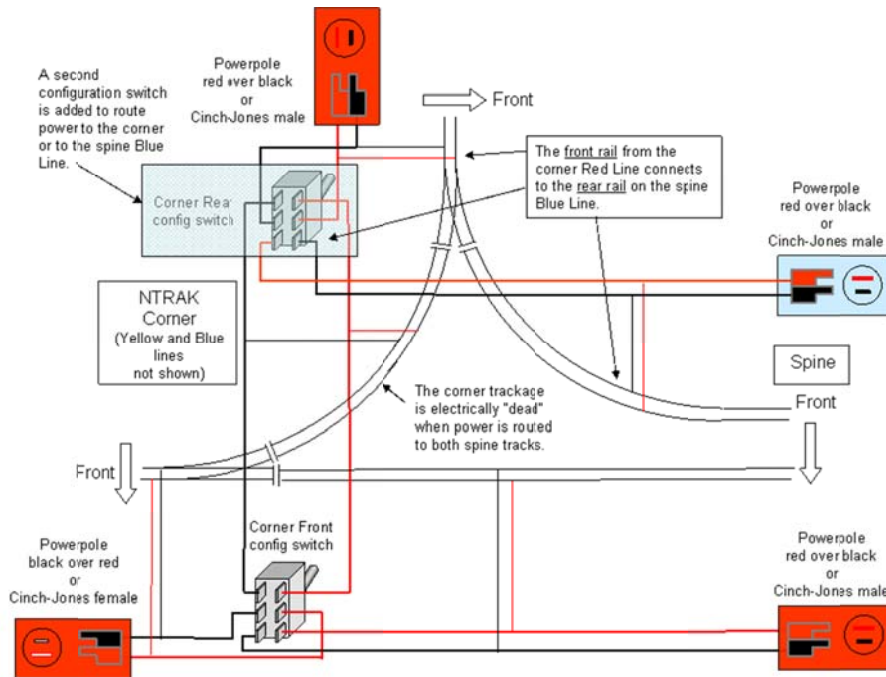 Powerpole
red over black
or
Cinch-Jones male
A second
configuration switch
is added to route
power to the corner
or to the spine Blue
Line.
Front
The front rail from the
corner Red Line connects
to the rear rail on the spine
Blue Line.
Corner Rear
config switch
Powerpole
red over black
or
Cinch-Jones male
NTRAK
Corner
(Yellow and Blue
lines
not shown)
Spine
The corner trackage
is electrically "dead"
when power is routed
to both spine tracks.
Front
Front
Corner Front
config switch
Powerpole
black over red
or
Cinch-Jones female
Powerpole
red over black
or
Cinch-Jones male